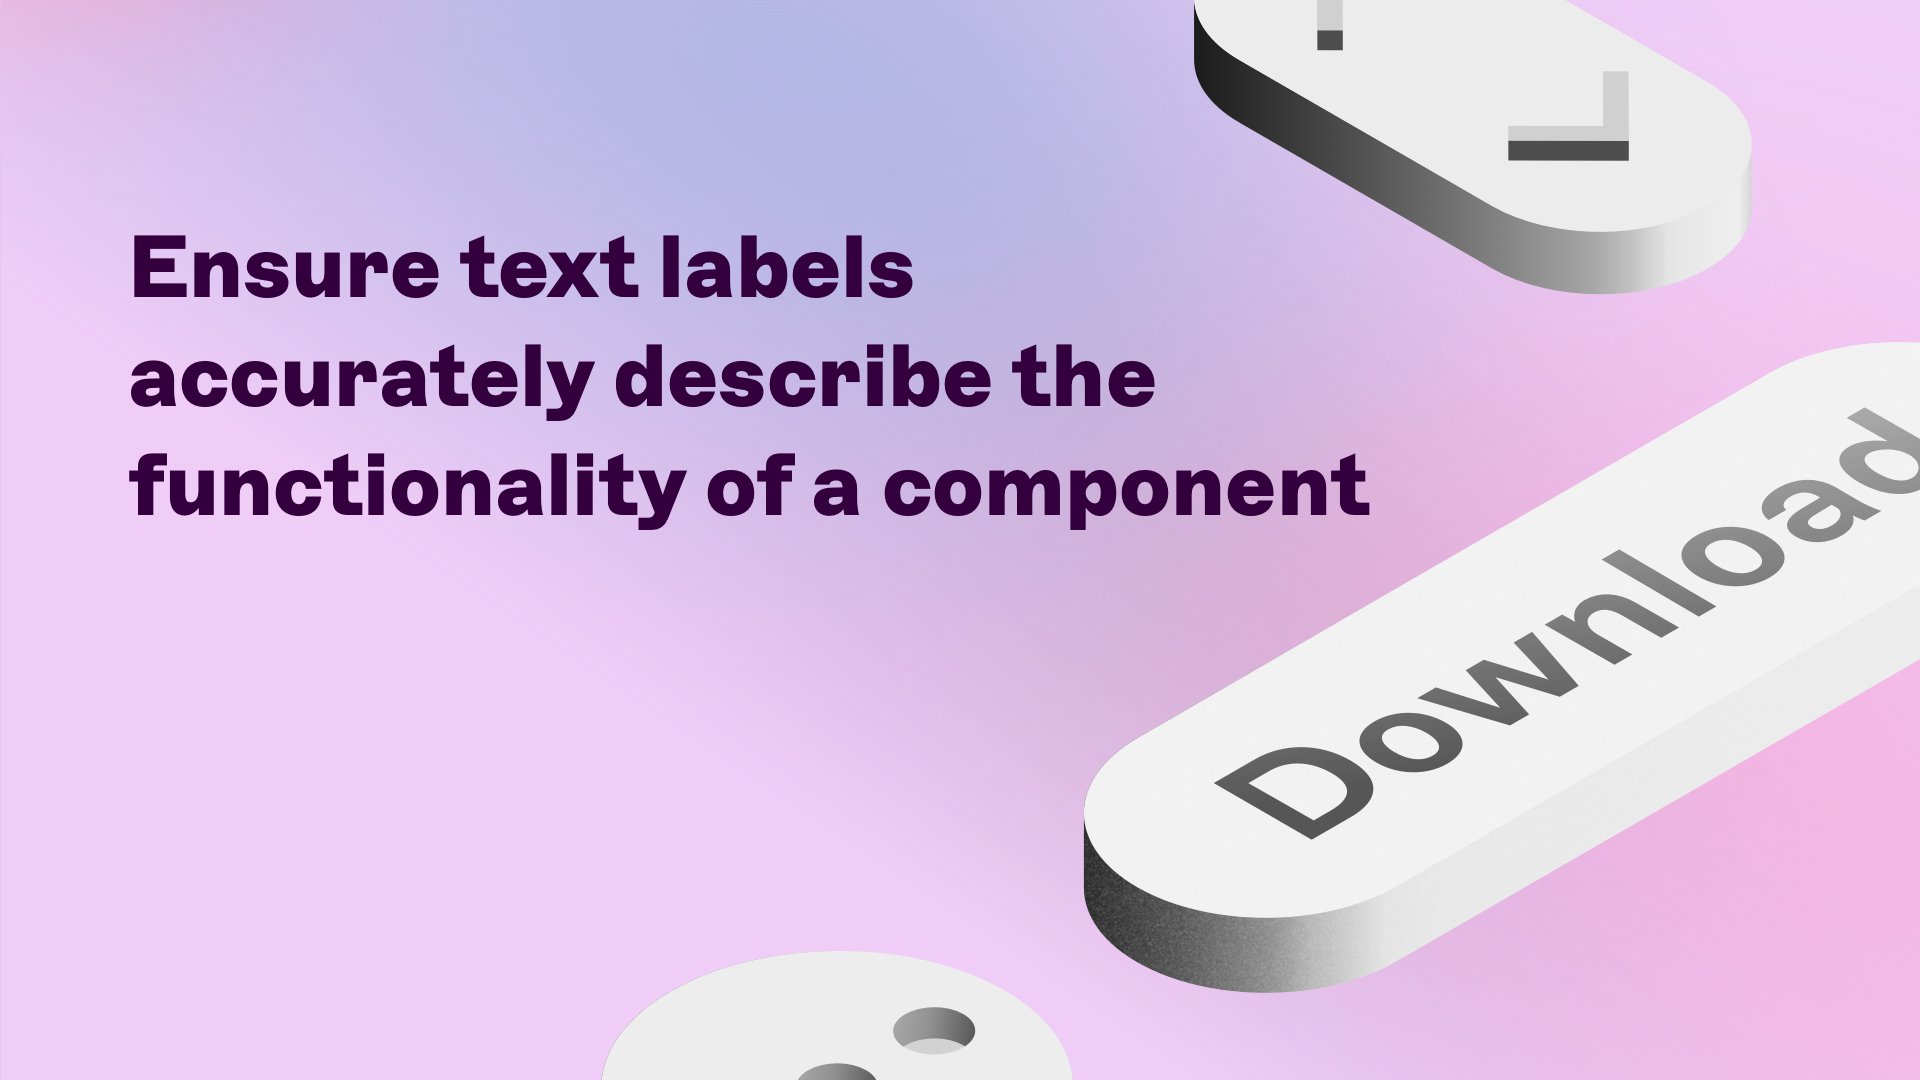 Ensure text labels
accurately describe the
functionality of a component
Download